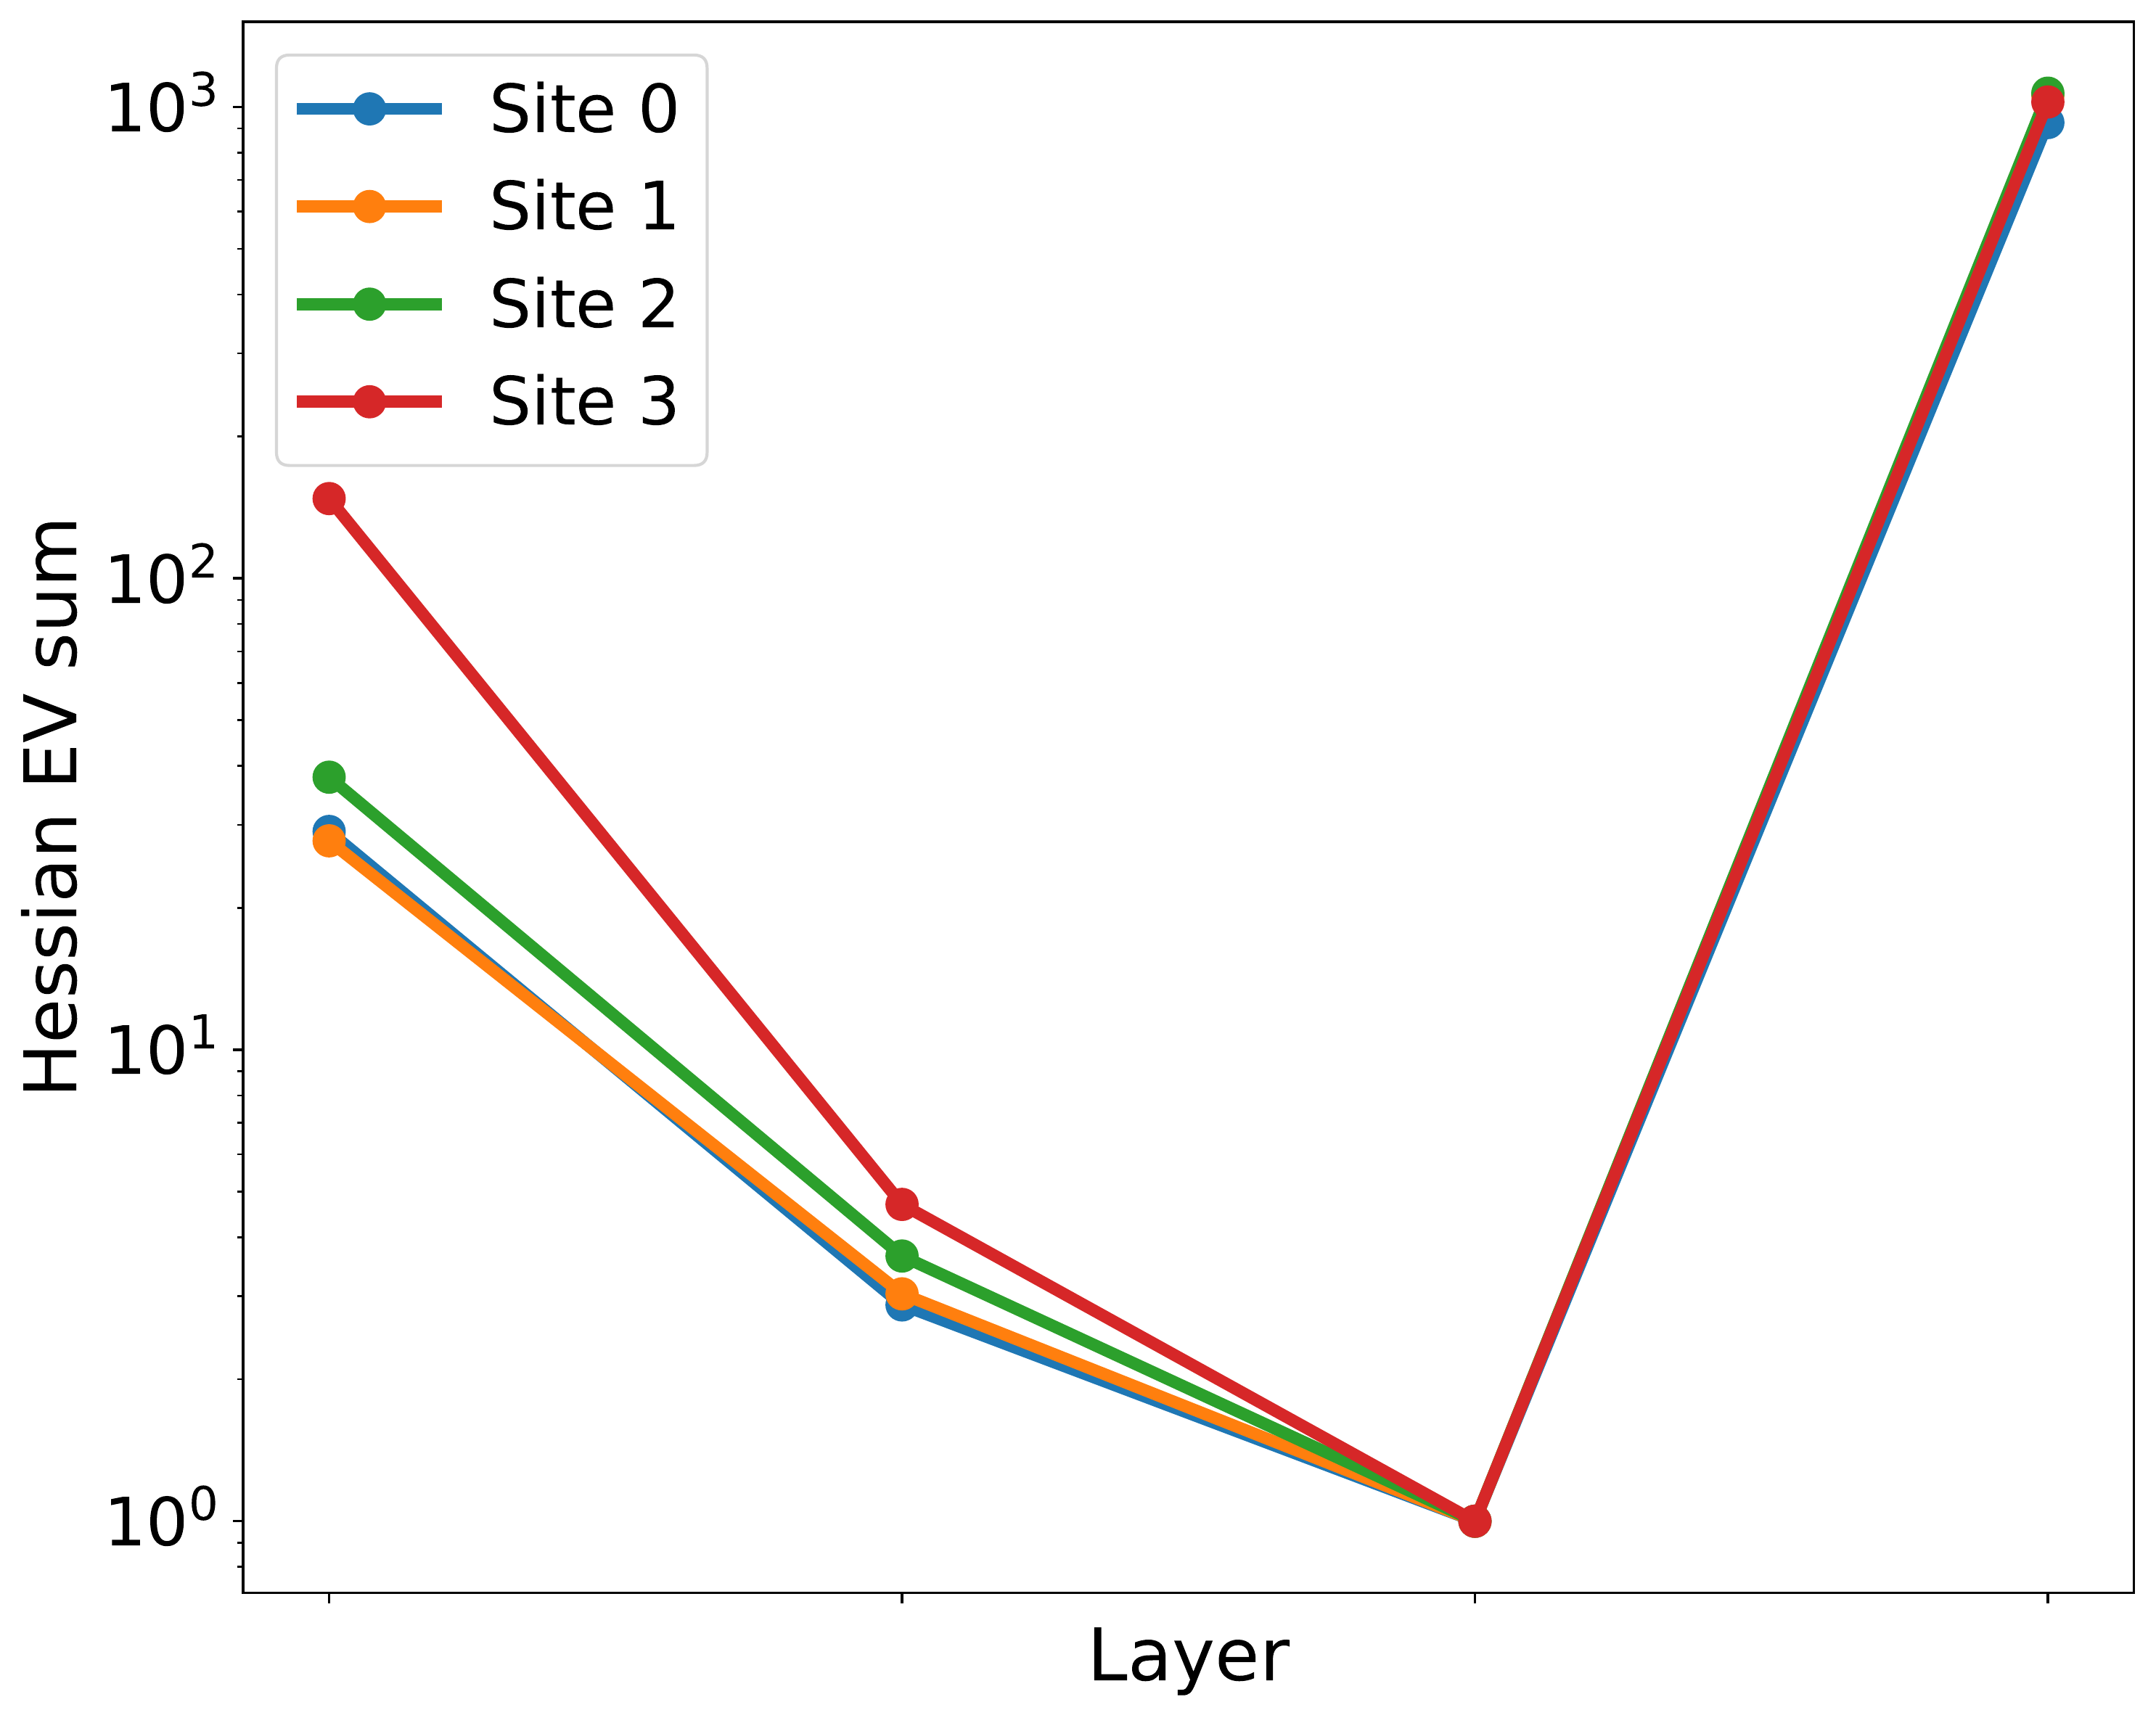 Site 0
Site 1
Site 2
Site 3
Hessian EV sum
10³
10²
10¹
10⁰
Layer